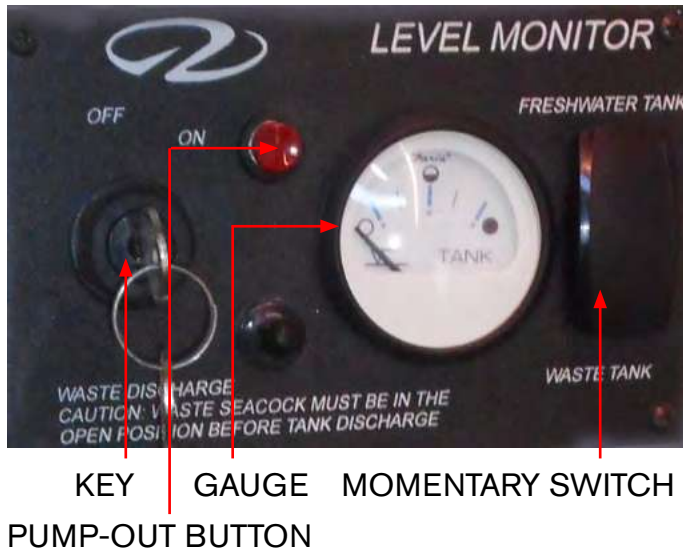 LEVEL MONITOR
OFF
ON
FRESHWATER TANK
TANK
WASTE TANK
WASTE DISCHARGE
CAUTION: WASTE SEACOCK MUST BE IN THE
OPEN POSITION BEFORE TANK DISCHARGE
KEY GAUGE MOMENTARY SWITCH
PUMP-OUT BUTTON